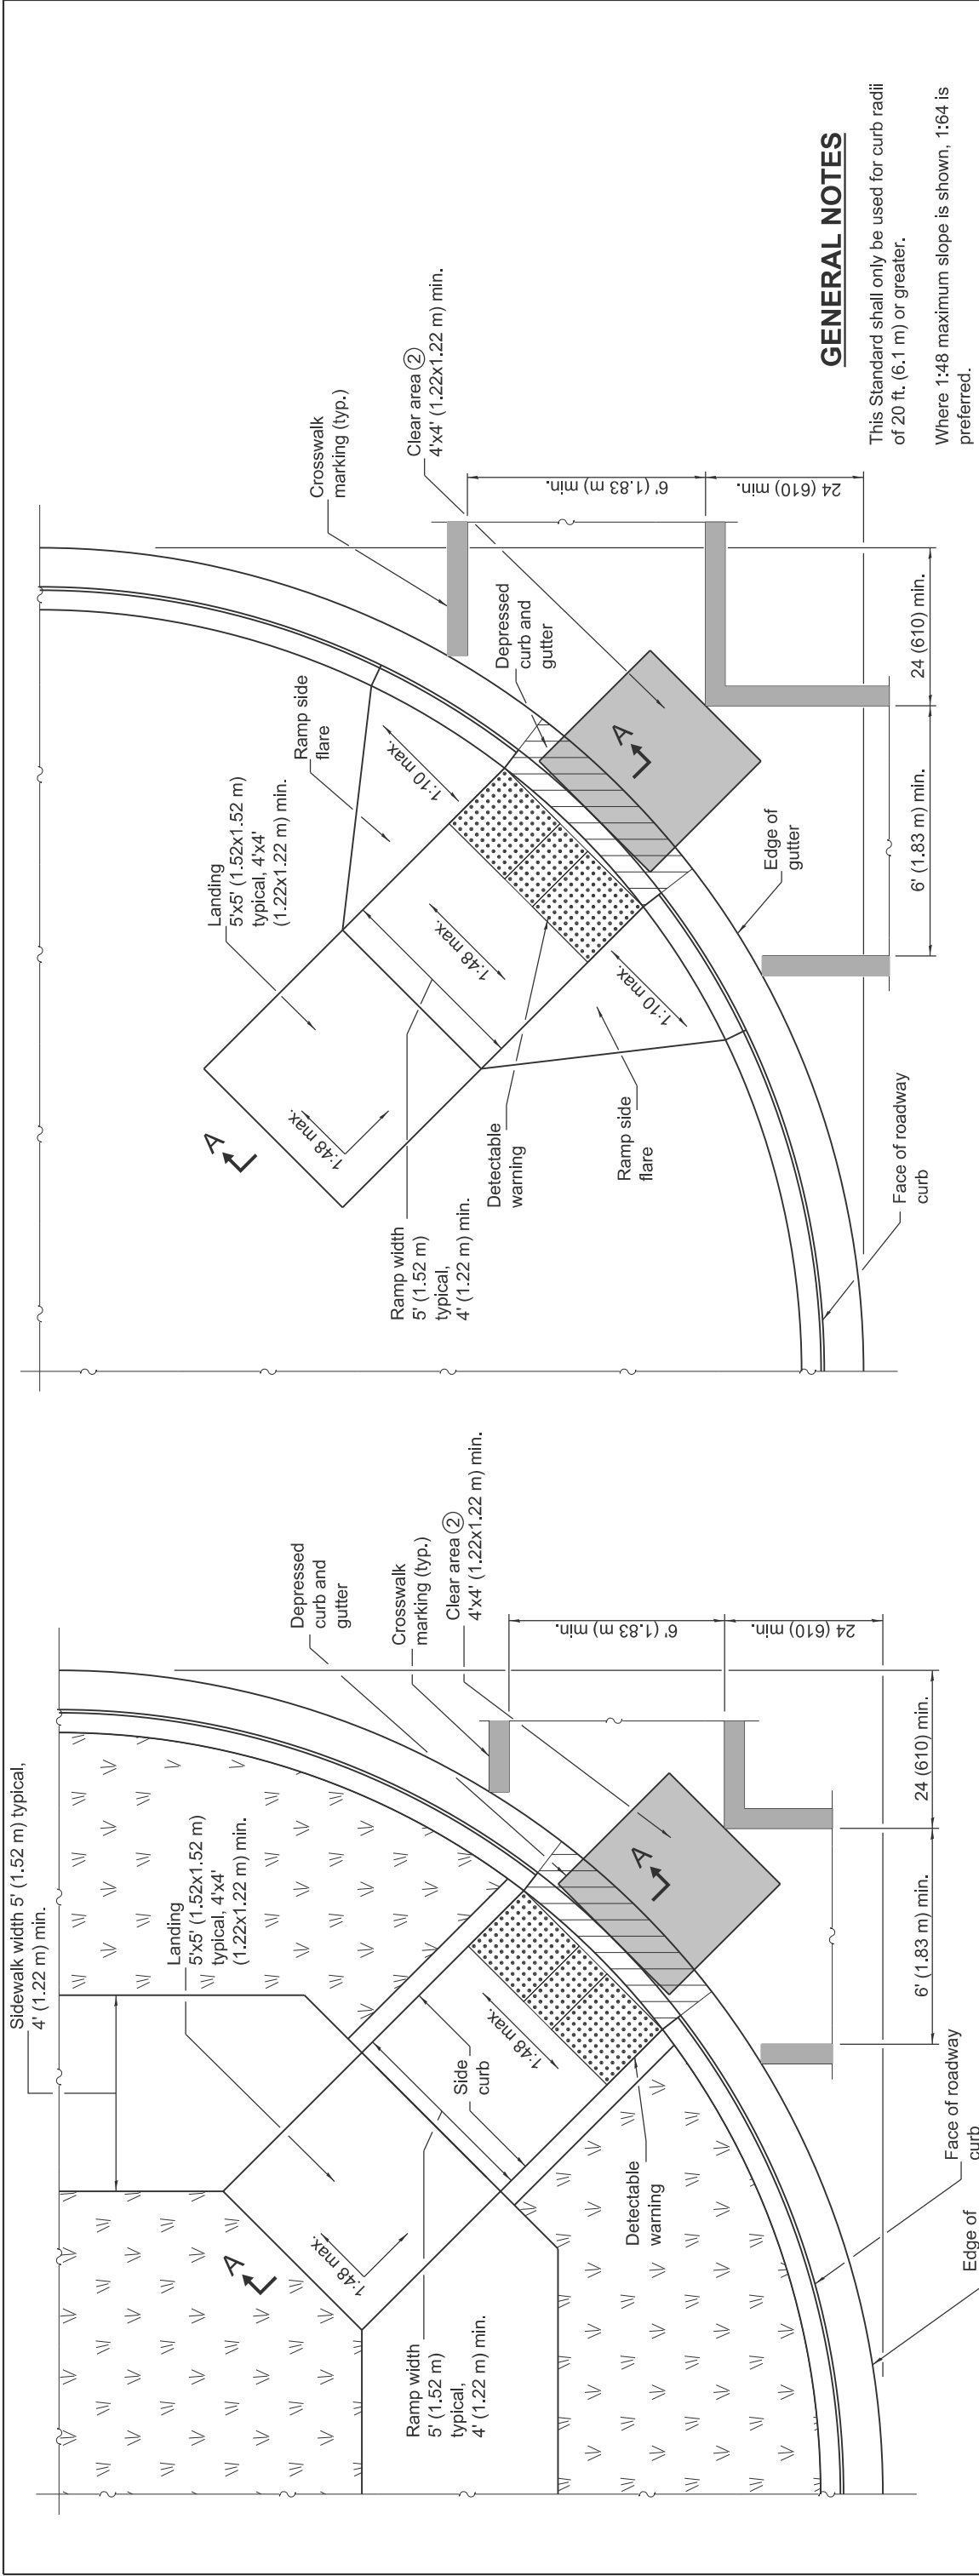 Sidewalk width 5' (1.52 m) typical,
4' (1.22 m) min.
Landing
5'x5' (1.52x1.52 m)
typical, 4'x4'
(1.22x1.22 m) min.
Depressed
curb and
gutter
Crosswalk
marking (typ.)
Clear area ②
4'x4' (1.22x1.22 m) min.
A
1:48 max.
Side
curb
1:48 max.
A
Ramp width
5' (1.52 m)
typical,
4' (1.22 m) min.
Detectable
warning
6' (1.83 m) min.
24 (610) min.
6' (1.83 m) min.
24 (610) min.
Face of roadway
curb
Edge of
Landing
5'x5' (1.52x1.52 m)
typical, 4'x4'
(1.22x1.22 m) min.
Ramp side
flare
Crosswalk
marking (typ.)
Clear area ②
4'x4' (1.22x1.22 m) min.
A
1:48 max.
1:10 max.
Depressed
curb and
gutter
1:48 max.
A
Ramp width
5' (1.52 m)
typical,
4' (1.22 m) min.
Detectable
warning
1:10 max.
Ramp side
flare
Edge of
gutter
6' (1.83 m) min.
24 (610) min.
6' (1.83 m) min.
24 (610) min.
Face of roadway
curb
GENERAL NOTES
This Standard shall only be used for curb radii
of 20 ft. (6.1 m) or greater.
Where 1:48 maximum slope is shown, 1:64 is
preferred.